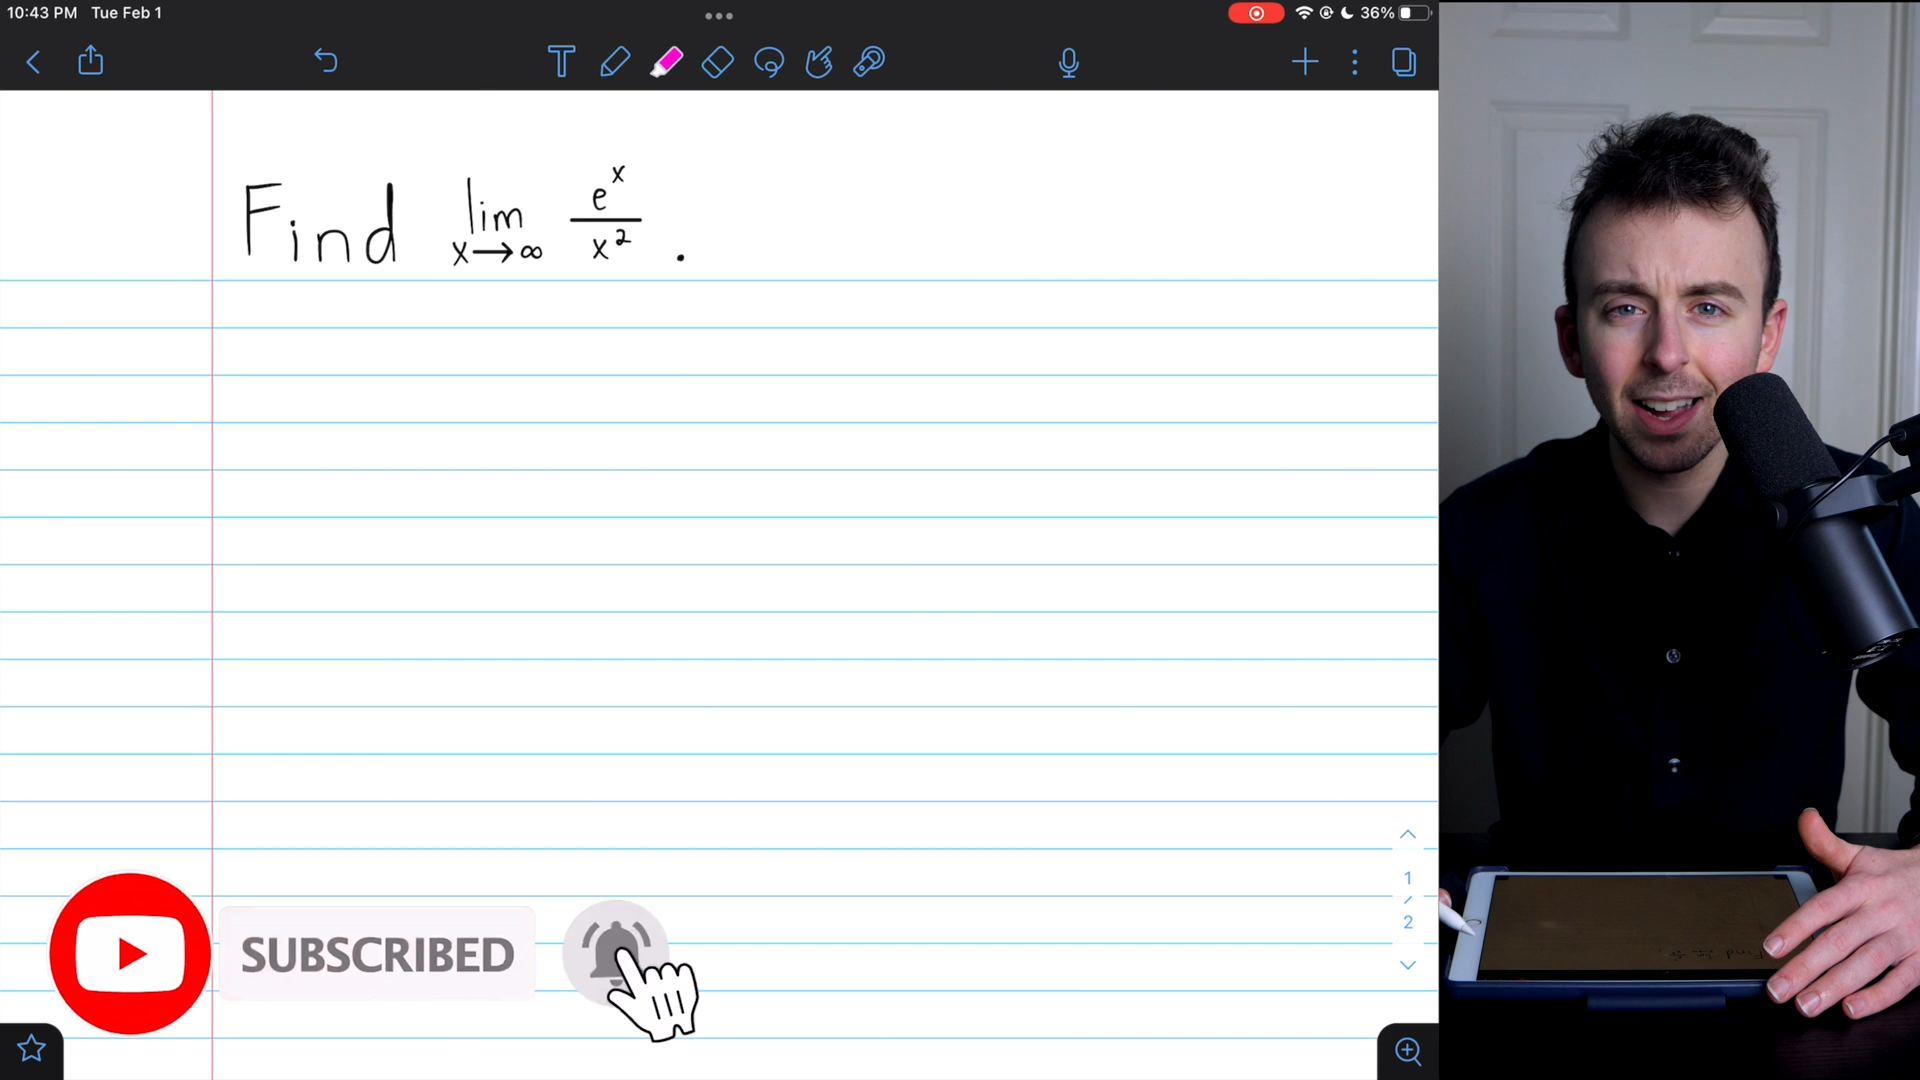 10:43 PM Tue Feb 1
36%
Find lim x→∞ e^x / x^2 .
1
2
SUBSCRIBED